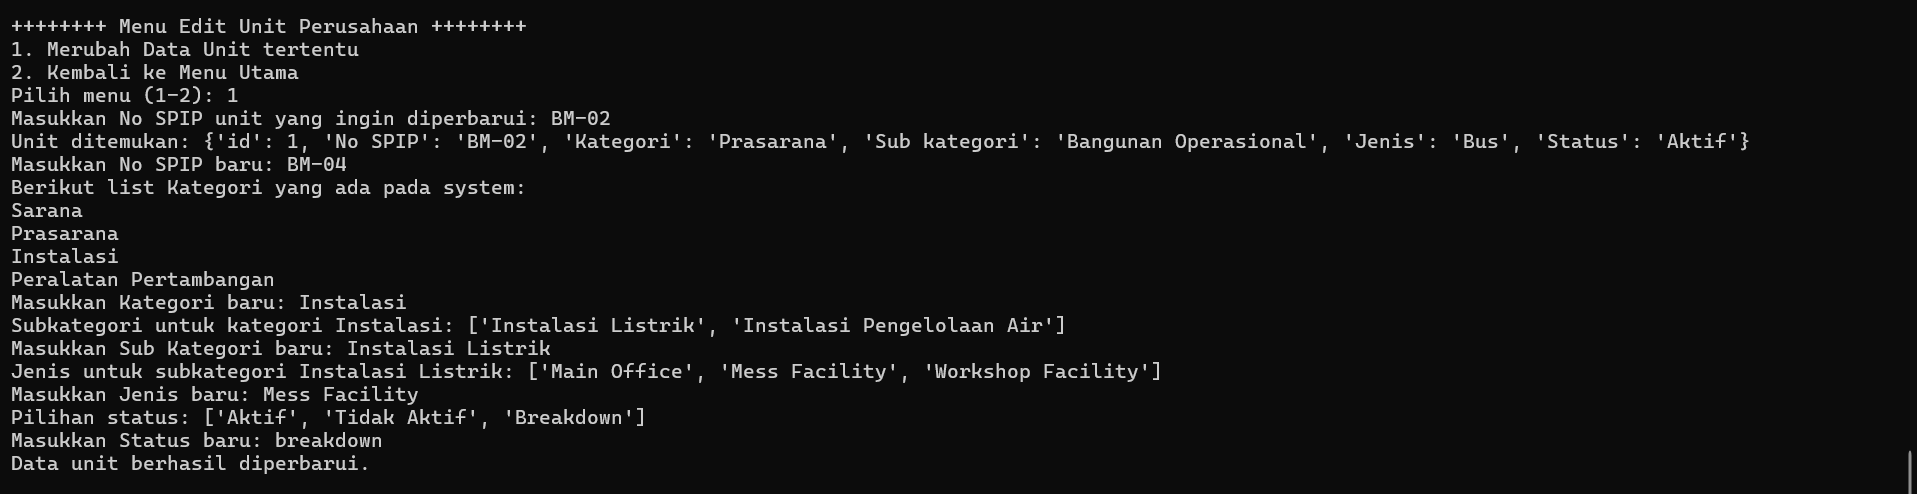 ++++++++ Menu Edit Unit Perusahaan ++++++++
1. Merubah Data Unit tertentu
2. Kembali ke Menu Utama
Pilih menu (1-2): 1
Masukkan No SPIP unit yang ingin diperbarui: BM-02
Unit ditemukan: {'id': 1, 'No SPIP': 'BM-02', 'Kategori': 'Prasarana', 'Sub kategori': 'Bangunan Operasional', 'Jenis': 'Bus', 'Status': 'Aktif'}
Masukkan No SPIP baru: BM-04
Berikut list Kategori yang ada pada system:
Sarana
Prasarana
Instalasi
Peralatan Pertambangan
Masukkan Kategori baru: Instalasi
Subkategori untuk kategori Instalasi: ['Instalasi Listrik', 'Instalasi Pengelolaan Air']
Masukkan Sub Kategori baru: Instalasi Listrik
Jenis untuk subkategori Instalasi Listrik: ['Main Office', 'Mess Facility', 'Workshop Facility']
Masukkan Jenis baru: Mess Facility
Pilihan status: ['Aktif', 'Tidak Aktif', 'Breakdown']
Masukkan Status baru: breakdown
Data unit berhasil diperbarui.